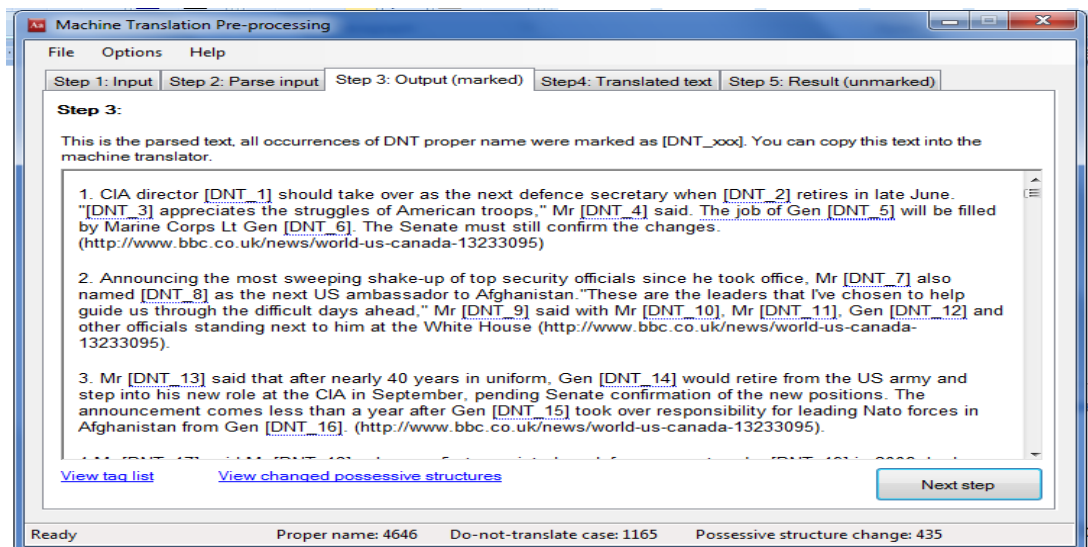 Machine Translation Pre-processing
File Options Help
Step 1: Input Step 2: Parse input Step 3: Output (marked) Step4: Translated text Step 5: Result (unmarked)
Step 3:
This is the parsed text, all occurrences of DNT proper name were marked as [DNT_xxx]. You can copy this text into the
machine translator.
1. CIA director [DNT_1] should take over as the next defence secretary when [DNT_2] retires in late June.
"[DNT_3] appreciates the struggles of American troops," Mr [DNT_4] said. The job of Gen [DNT_5] will be filled
by Marine Corps Lt Gen [DNT_6]. The Senate must still confirm the changes.
(http://www.bbc.co.uk/news/world-us-canada-13233095)
2. Announcing the most sweeping shake-up of top security officials since he took office, Mr [DNT_7] also
named [DNT_8] as the next US ambassador to Afghanistan."These are the leaders that I've chosen to help
guide us through the difficult days ahead," Mr [DNT_9] said with Mr [DNT_10], Mr [DNT_11], Gen [DNT_12] and
other officials standing next to him at the White House (http://www.bbc.co.uk/news/world-us-canada-
13233095).
3. Mr [DNT_13] said that after nearly 40 years in uniform, Gen [DNT_14] would retire from the US army and
step into his new role at the CIA in September, pending Senate confirmation of the new positions. The
announcement comes less than a year after Gen [DNT_15] took over responsibility for leading Nato forces in
Afghanistan from Gen [DNT_16]. (http://www.bbc.co.uk/news/world-us-canada-13233095).
View tag list View changed possessive structures
Next step
Ready Proper name: 4646 Do-not-translate case: 1165 Possessive structure change: 435